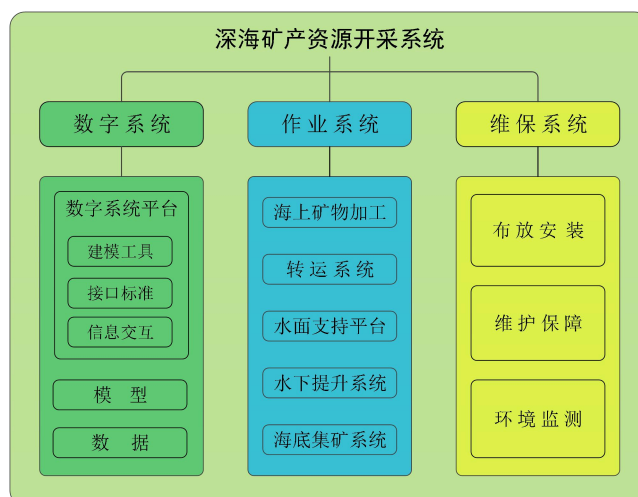 深海矿产资源开采系统
数字系统
作业系统
维保系统
数字系统平台
建模工具
接口标准
信息交互
模 型
数 据
海上矿物加工
转运系统
水面支持平台
水下提升系统
海底集矿系统
布放安装
维护保障
环境监测